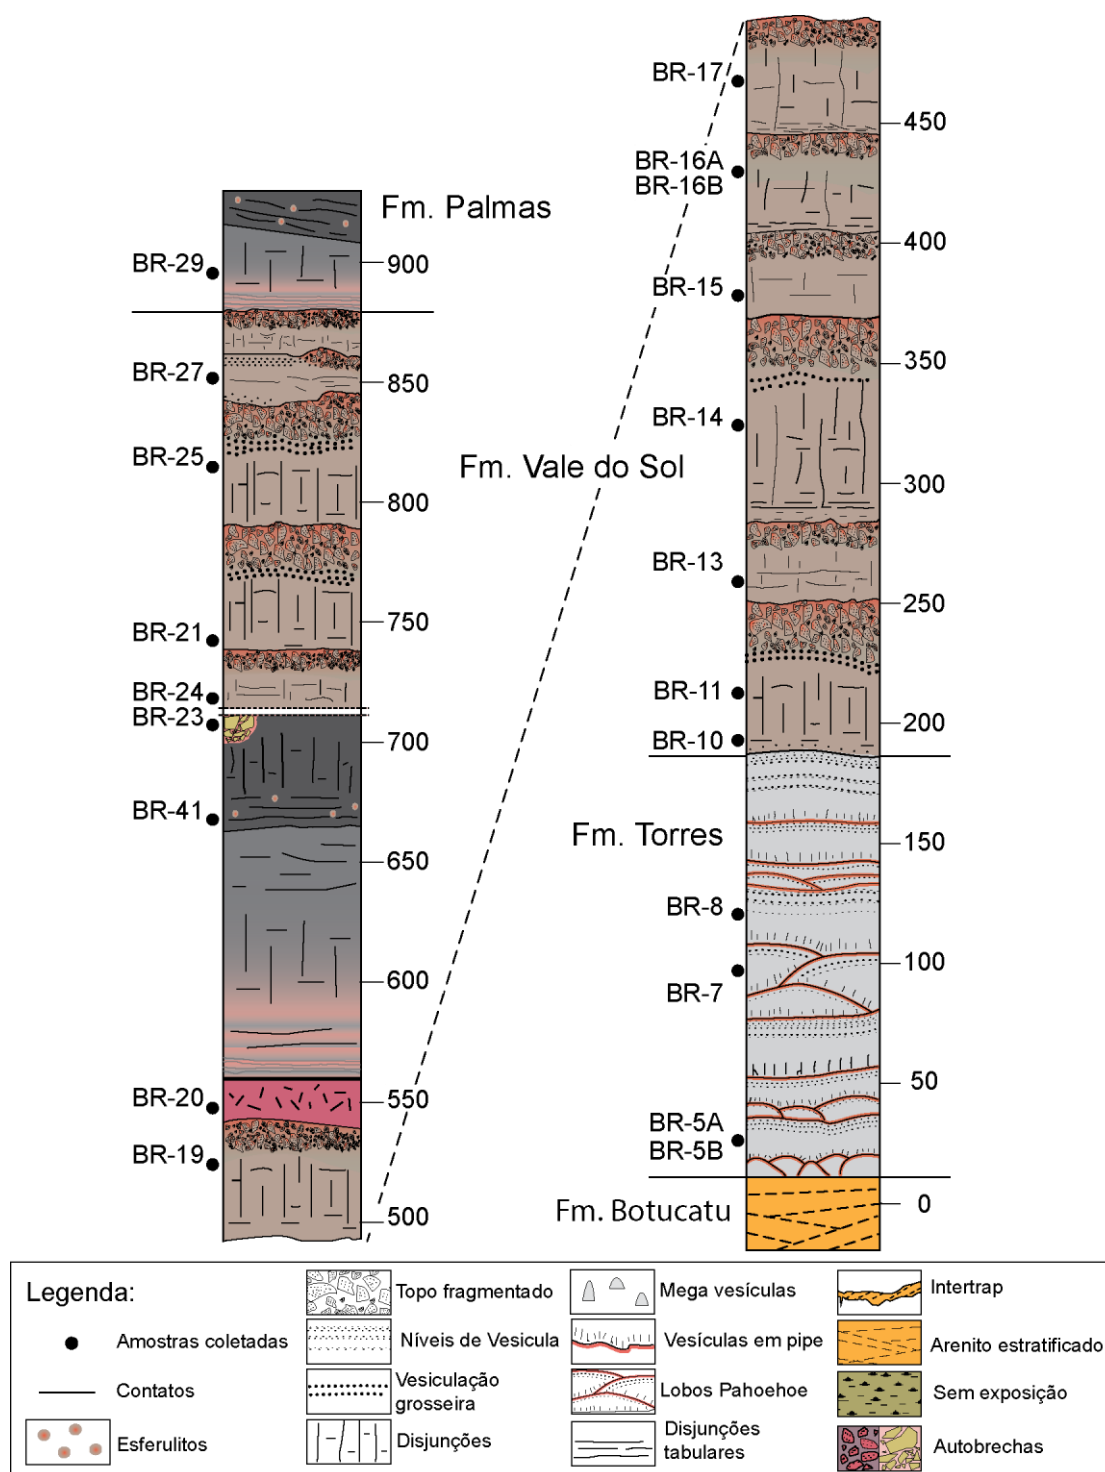 Fm. Palmas
BR-29
900
BR-27
850
BR-25
800
750
BR-21
BR-24
BR-23
700
BR-41
650
600
BR-20
550
BR-19
500
Fm. Vale do Sol
BR-17
450
BR-16A
BR-16B
400
BR-15
350
BR-14
300
BR-13
250
BR-11
200
BR-10
Fm. Torres
150
BR-8
100
BR-7
50
BR-5A
BR-5B
Fm. Botucatu
0
Legenda:
Amostras coletadas
Contatos
Esferulitos
Topo fragmentado
Níveis de Vesicula
Vesiculação
grosseira
Disjunções
Mega vesículas
Vesículas em pipe
Lobos Pahoehoe
Disjunções
tabulares
Intertrap
Arenito estratificado
Sem exposição
Autobrechas